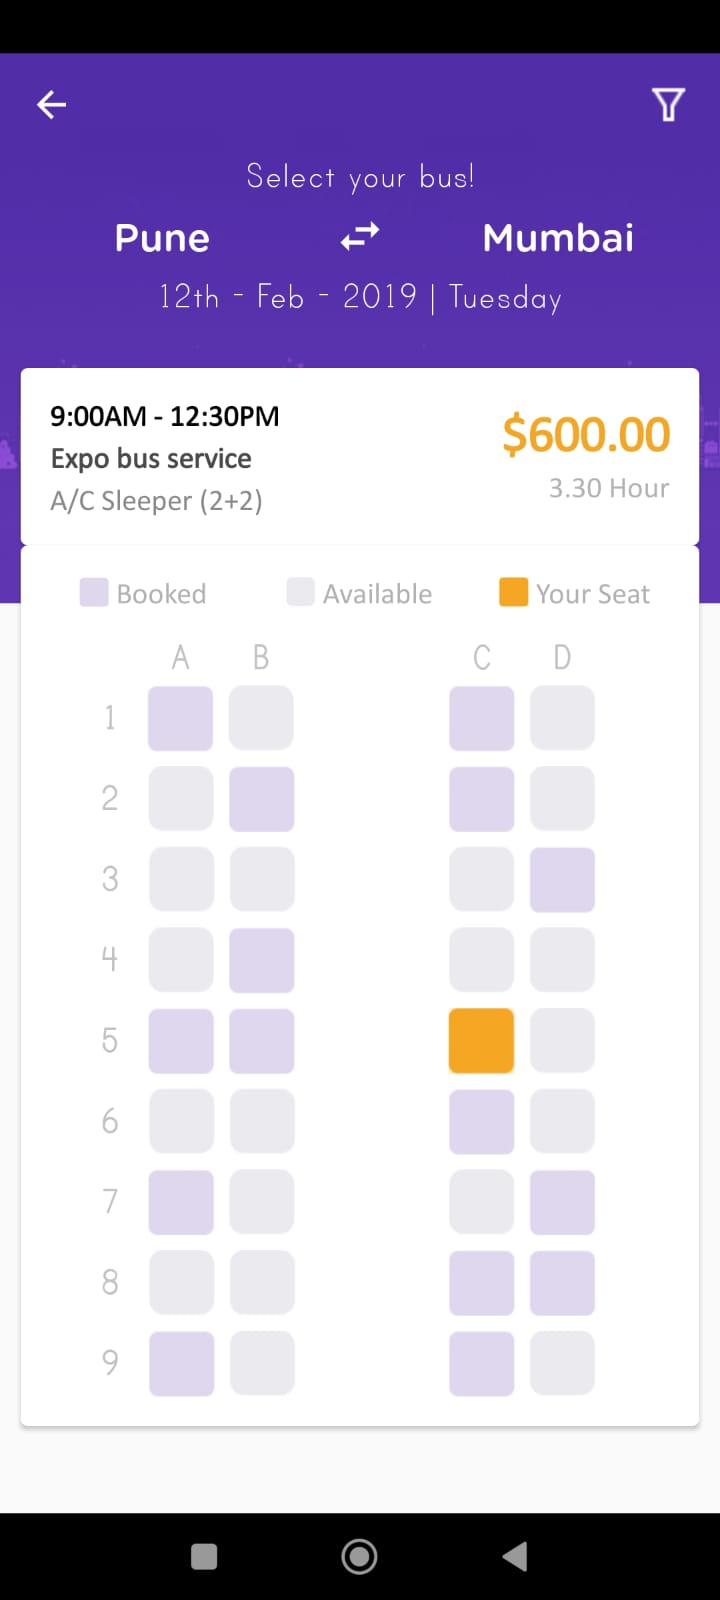 Select your bus!
Pune Mumbai
12th - Feb - 2019 | Tuesday
9:00AM - 12:30PM
$600.00
Expo bus service
3.30 Hour
A/C Sleeper (2+2)
Booked Available Your Seat
A B C D
1
2
3
4
5
6
7
8
9